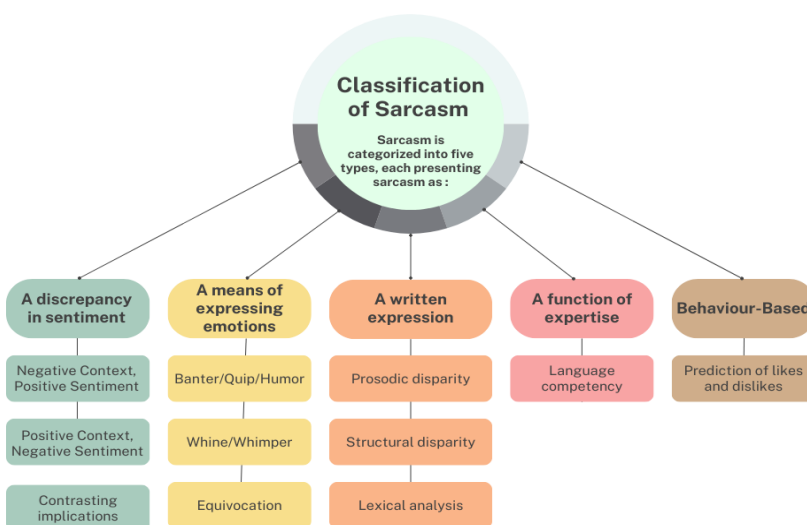 Classification
of Sarcasm
Sarcasm is
categorized into five
types, each presenting
sarcasm as :
A discrepancy
in sentiment
Negative Context,
Positive Sentiment
Positive Context,
Negative Sentiment
Contrasting
implications
A means of
expressing
emotions
Banter/Quip/Humor
Whine/Whimper
Equivocation
A written
expression
Prosodic disparity
Structural disparity
Lexical analysis
A function of
expertise
Language
competency
Behaviour-Based
Prediction of likes
and dislikes